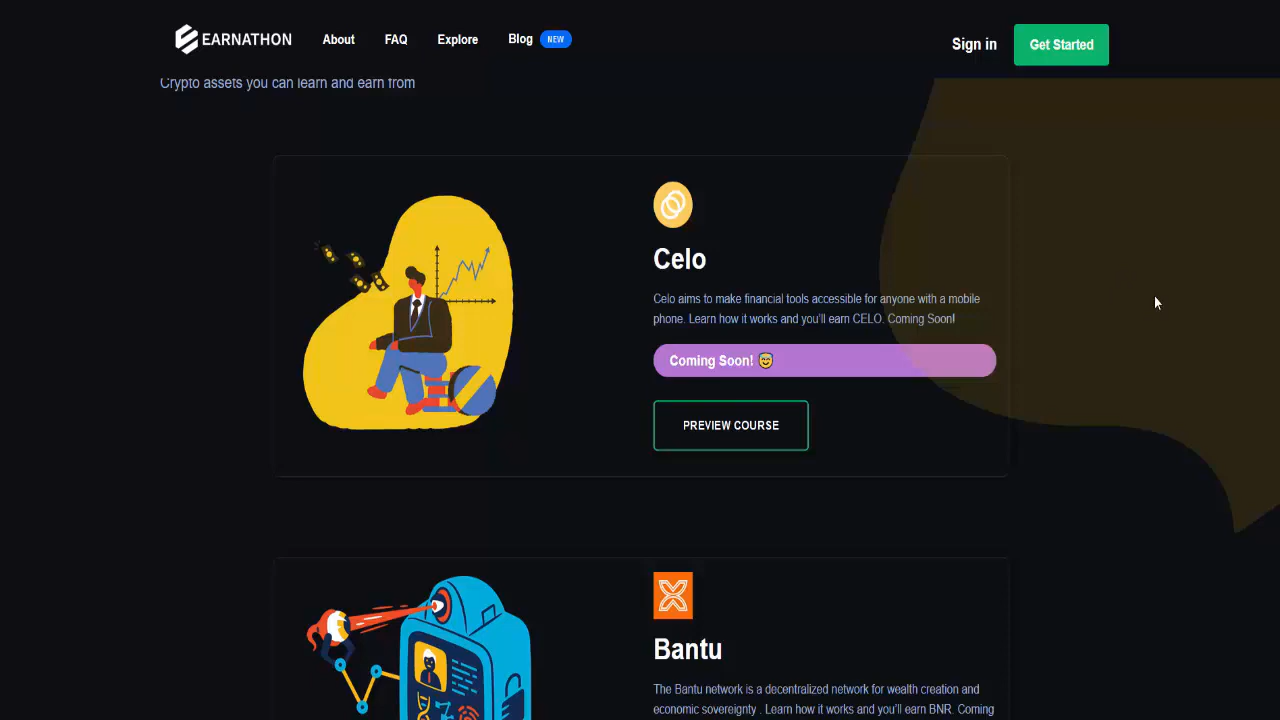 EARNATHON About FAQ Explore Blog NEW Sign in Get Started
Crypto assets you can learn and earn from
Celo
Celo aims to make financial tools accessible for anyone with a mobile
phone. Learn how it works and you'll earn CELO. Coming Soon!
Coming Soon! 😇
PREVIEW COURSE
Bantu
The Bantu network is a decentralized network for wealth creation and
economic sovereignty . Learn how it works and you'll earn BNR. Coming